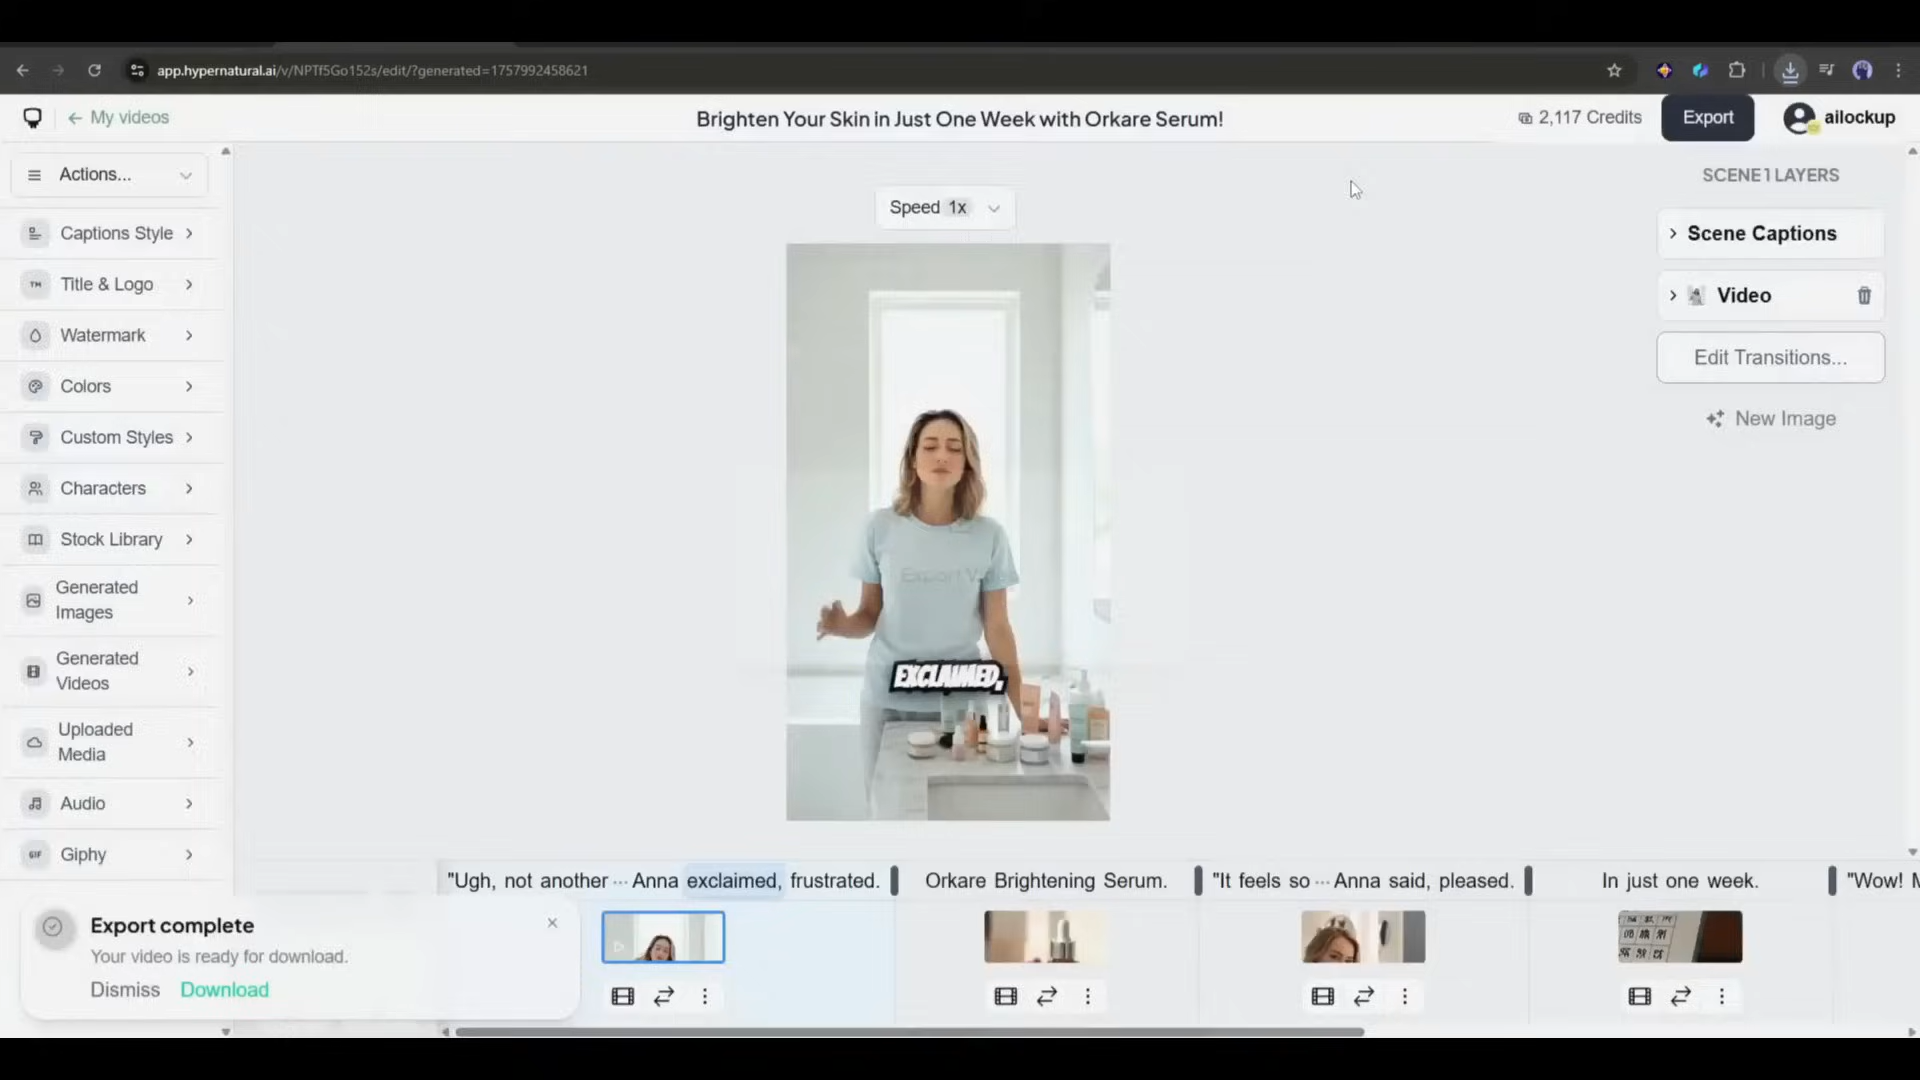 app.hypernatural.ai/v/NPTf5Go152s/edit/?generated=1757992458621
My videos
Brighten Your Skin in Just One Week with Orkare Serum!
2,117 Credits
Export
ailockup
Actions...
Captions Style
TM
Title & Logo
Watermark
Colors
Custom Styles
Characters
Stock Library
Generated
Images
Generated
Videos
Uploaded
Media
Audio
GIF
Giphy
Speed 1x
SCENE 1 LAYERS
Scene Captions
Video
Edit Transitions...
New Image
Export Video
EXCLAIMED,
"Ugh, not another ··· Anna exclaimed, frustrated.
Orkare Brightening Serum.
"It feels so ··· Anna said, pleased.
In just one week.
"Wow! M
Export complete
Your video is ready for download.
Dismiss
Download